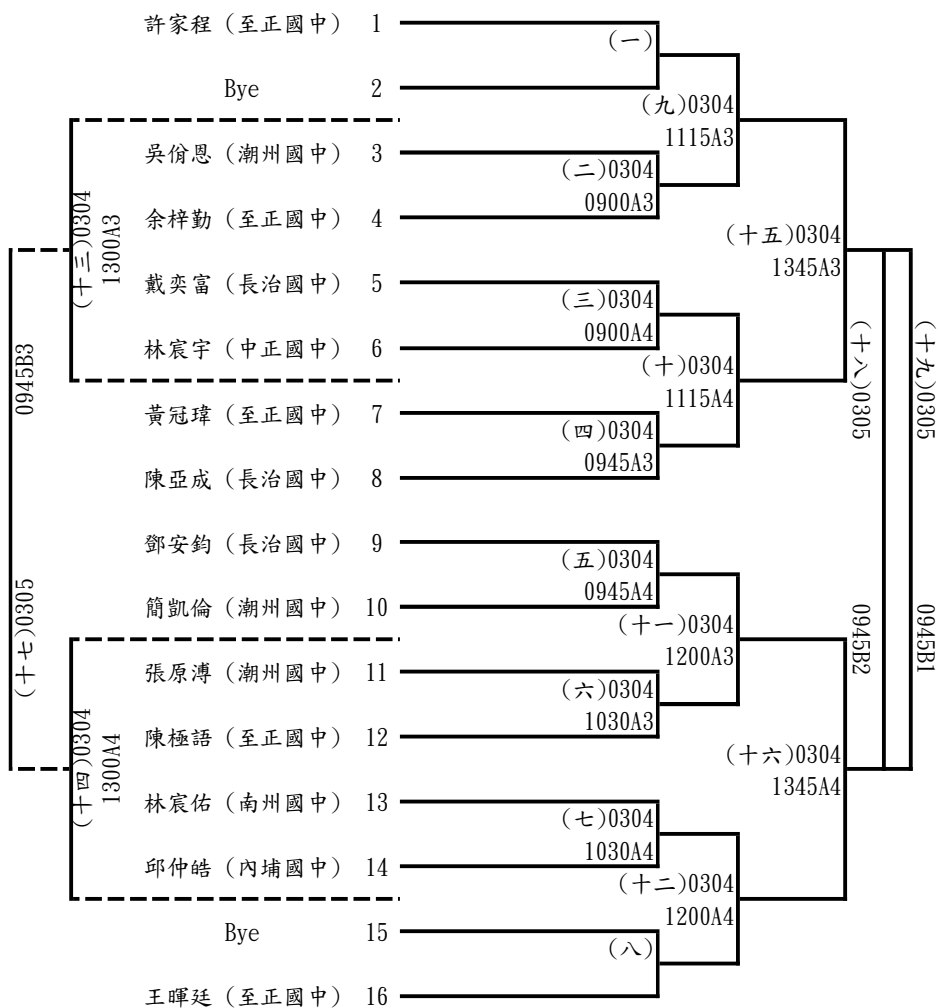 許家程 (至正國中) 1
(一)
Bye 2
(九)0304
1115A3
吳佾恩 (潮州國中) 3
(二)0304
0900A3
余梓勤 (至正國中) 4
(十三)0304
1300A3
(十五)0304
1345A3
戴奕富 (長治國中) 5
(三)0304
0900A4
林宸宇 (中正國中) 6
(十)0304
1115A4
0945B3
(十八)0305
(十九)0305
黃冠瑋 (至正國中) 7
(四)0304
0945A3
陳亞成 (長治國中) 8
鄧安鈞 (長治國中) 9
(五)0304
0945A4
簡凱倫 (潮州國中) 10
(十一)0304
1200A3
(十七)0305
0945B2
0945B1
張原溥 (潮州國中) 11
(六)0304
1030A3
陳極語 (至正國中) 12
(十四)0304
1300A4
(十六)0304
1345A4
林宸佑 (南州國中) 13
(七)0304
1030A4
邱仲皓 (內埔國中) 14
(十二)0304
1200A4
Bye 15
(八)
王暉廷 (至正國中) 16